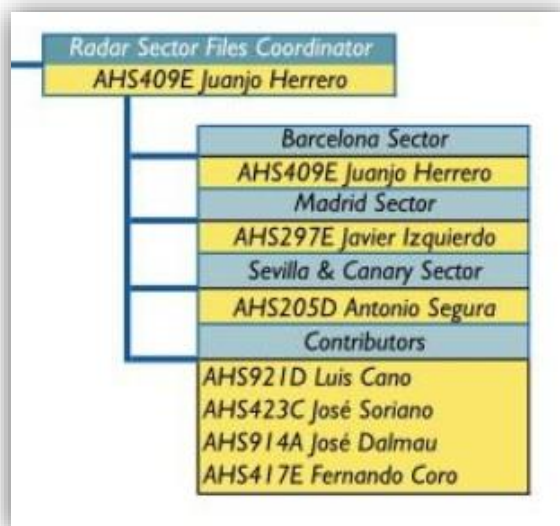 Radar Sector Files Coordinator
AHS409E Juanjo Herrero
Barcelona Sector
AHS409E Juanjo Herrero
Madrid Sector
AHS297E Javier Izquierdo
Sevilla & Canary Sector
AHS205D Antonio Segura
Contributors
AHS921D Luis Cano
AHS423C José Soriano
AHS914A José Dalmau
AHS417E Fernando Coro